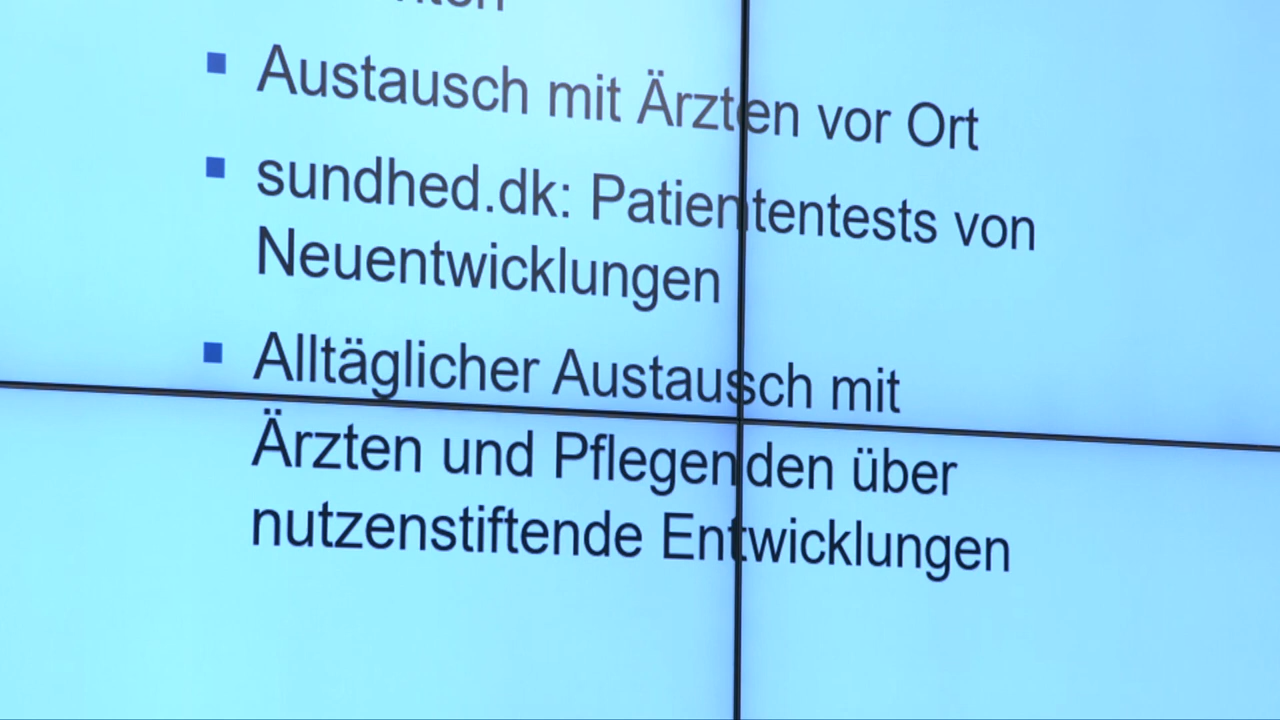 Austausch mit Ärzten vor Ort
sundhed.dk: Patiententests von
Neuentwicklungen
Alltäglicher Austausch mit
Ärzten und Pflegenden über
nutzenstiftende Entwicklungen